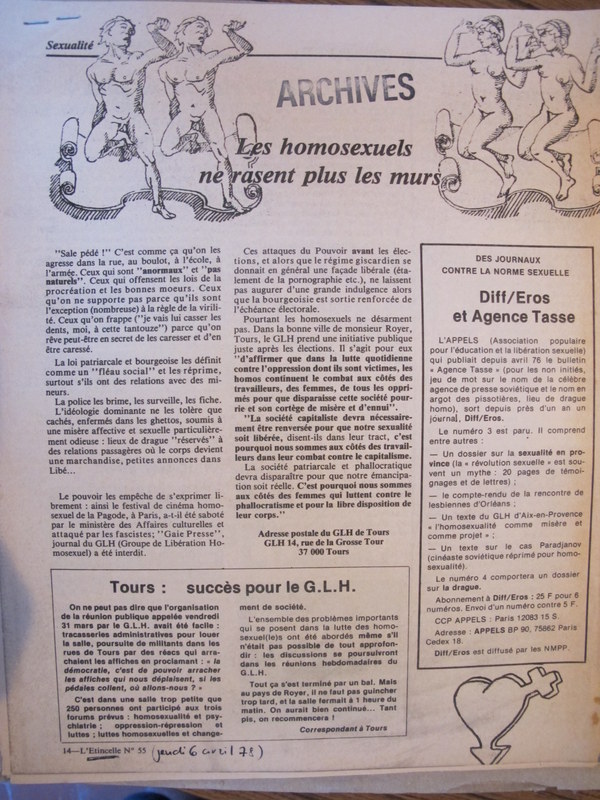 Sexualité
ARCHIVES
Les homosexuels
ne rasent plus les murs
"Sale pédé !" C'est comme ça qu'on les
agresse dans la rue, au boulot, à l'école, à
l'armée. Ceux qui sont "anormaux" et "pas
naturels". Ceux qui offensent les lois de la
procréation et les bonnes moeurs. Ceux
qu'on ne supporte pas parce qu'ils sont
l'exception (nombreuse) à la règle de la virili-
té. Ceux qu'on frappe ("je vais lui casser les
dents, moi, à cette tantouze") parce qu'on
rêve peut-être en secret de les caresser et d'en
être caressé.
La loi patriarcale et bourgeoise les définit
comme un "fléau social" et les réprime,
surtout s'ils ont des relations avec des mi-
neurs.
La police les brime, les surveille, les fiche.
L'idéologie dominante ne les tolère que
cachés, enfermés dans les ghettos, soumis à
une misère affective et sexuelle particulière-
ment odieuse : lieux de drague "réservés" à
des relations passagères où le corps devient
une marchandise, petites annonces dans
Libé...
Le pouvoir les empêche de s'exprimer li-
brement : ainsi le festival de cinéma homo-
sexuel de la Pagode, à Paris, a-t-il été saboté
par le ministère des Affaires culturelles et
attaqué par les fascistes; "Gaie Presse",
journal du GLH (Groupe de Libération Ho-
mosexuel) a été interdit.
Ces attaques du Pouvoir avant les élec-
tions, et alors que le régime giscardien se
donnait en général une façade libérale (éta-
lement de la pornographie etc.), ne laissent
pas augurer d'une grande indulgence alors
que la bourgeoisie est sortie renforcée de
l'échéance électorale.
Pourtant les homosexuels ne désarment
pas. Dans la bonne ville de monsieur Royer,
Tours, le GLH prend une initiative publique
juste après les élections. Il s'agit pour eux
"d'affirmer que dans la lutte quotidienne
contre l'oppression dont ils sont victimes, les
homos continuent le combat aux côtés des
travailleurs, des femmes, de tous les oppri-
més pour que disparaisse cette société pour-
rie et son cortège de misère et d'ennui".
"La société capitaliste devra nécessaire-
ment être renversée pour que notre sexualité
soit libérée, disent-ils dans leur tract, c'est
pourquoi nous sommes aux côtés des travail-
leurs dans leur combat contre le capitalisme.
La société patriarcale et phallocratique
devra disparaître pour que notre émancipa-
tion soit réelle. C'est pourquoi nous sommes
aux côtés des femmes qui luttent contre le
phallocratisme et pour la libre disposition de
leur corps."
Adresse postale du GLH de Tours
GLH 14, rue de la Grosse Tour
37 000 Tours
DES JOURNAUX
CONTRE LA NORME SEXUELLE
Diff/Eros
et Agence Tasse
L'APPELS (Association populaire
pour l'éducation et la libération sexuelle)
qui publiait depuis avril 76 le bulletin
« Agence Tasse » (pour les non initiés,
jeu de mot sur le nom de la célèbre
agence de presse soviétique et le nom en
argot des pissotières, lieu de drague
homo), sort depuis près d'un an un
journal, Diff/Eros.
Le numéro 3 est paru. Il comprend
entre autres :
— Un dossier sur la sexualité en pro-
vince (la « révolution sexuelle » est sou-
vent un mythe : 20 pages de témoi-
gnages et de lettres) ;
— le compte-rendu de la rencontre de
lesbiennes d'Orléans ;
— Un texte du GLH d'Aix-en-Provence
« l'homosexualité comme misère et
comme projet » ;
— Un texte sur le cas Paradjanov
(cinéaste soviétique réprimé pour homo-
sexualité).
Le numéro 4 comportera un dossier
sur la drague.
Abonnement à Diff/Eros : 25 F pour 6
numéros. Envoi d'un numéro contre 5 F.
CCP APPELS : Paris 12083 15 S.
Adresse : APPELS BP 90, 75862 Paris
Cedex 18.
Diff/Eros est diffusé par les NMPP.
Tours : succès pour le G.L.H.
On ne peut pas dire que l'organisation
de la réunion publique appelée vendredi
31 mars par le G.L.H. avait été facile :
tracasseries administratives pour louer
la salle, poursuite de militants dans les
rues de Tours par des réacs qui arra-
chaient les affiches en proclamant : « la
démocratie, c'est de pouvoir arracher
les affiches qui nous déplaisent, si les
pédales collent, où allons-nous ? »
C'est dans une salle trop petite que
250 personnes ont participé aux trois
forums prévus : homosexualité et psy-
chiatrie ; oppression-répression et
luttes ; luttes homosexuelles et change-
ment de société.
L'ensemble des problèmes importants
qui se posent dans la lutte des homo-
sexuel(le)s ont été abordés même s'il
n'était pas possible de tout approfon-
dir : les discussions se poursuivront
dans les réunions hebdomadaires du
G.L.H.
Tout ça s'est terminé par un bal. Mais
au pays de Royer, il ne faut pas guincher
trop tard, et la salle fermait à 1 heure du
matin. On aurait bien continué... Tant
pis, on recommencera !
Correspondant à Tours
14—L'Etincelle N° 55 (jeudi 6 avril 78)